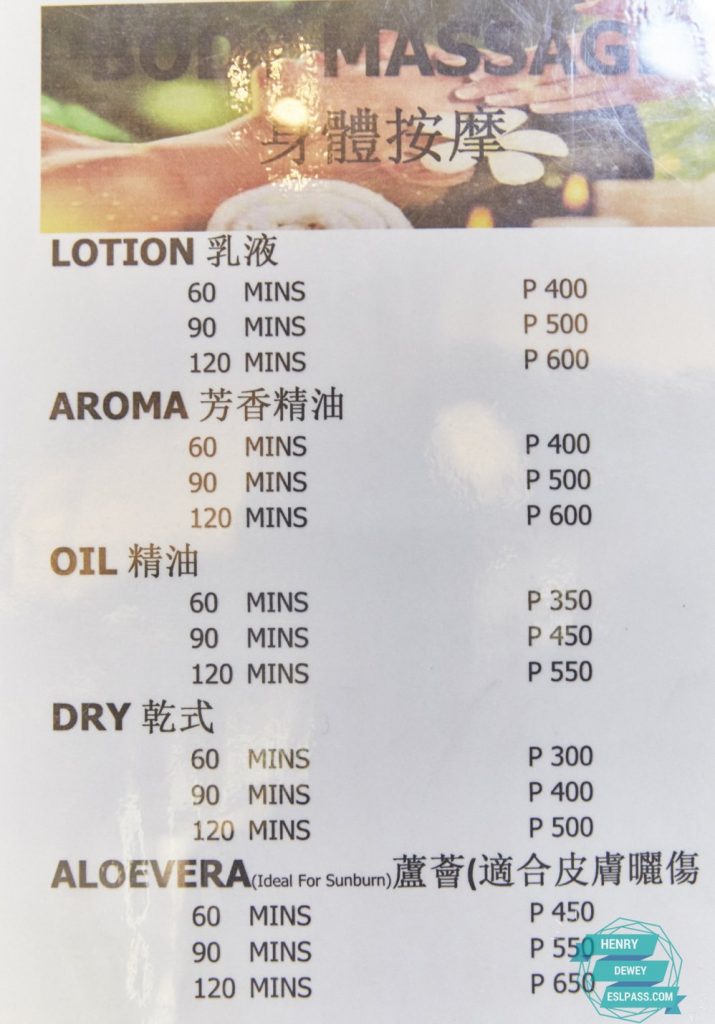 BODY MASSAGE
身體按摩
LOTION 乳液
60 MINS P 400
90 MINS P 500
120 MINS P 600
AROMA 芳香精油
60 MINS P 400
90 MINS P 500
120 MINS P 600
OIL 精油
60 MINS P 350
90 MINS P 450
120 MINS P 550
DRY 乾式
60 MINS P 300
90 MINS P 400
120 MINS P 500
ALOEVERA(Ideal For Sunburn)蘆薈(適合皮膚曬傷
60 MINS P 450
90 MINS P 550
120 MINS P 650
HENRY
DEWEY
ESLPASS.COM